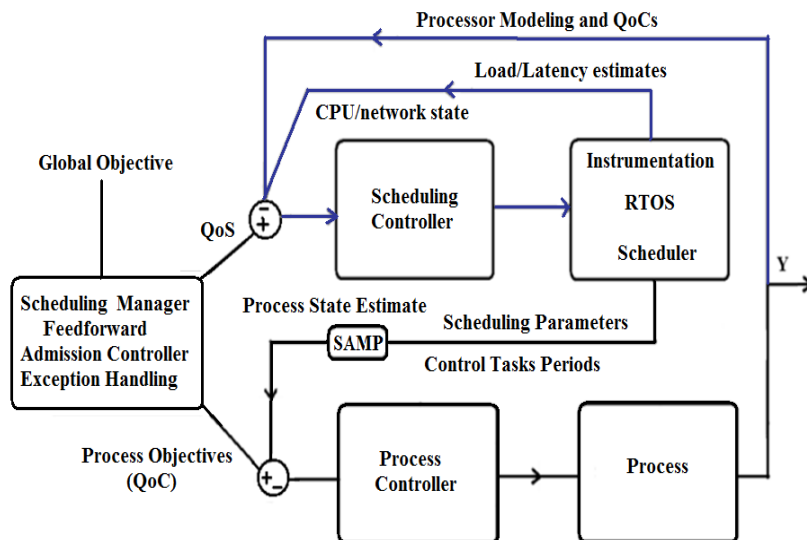 Processor Modeling and QoCs
Load/Latency estimates
CPU/network state
Global Objective
Scheduling
Controller
Instrumentation
RTOS
Scheduler
-
+
QoS
Y
Scheduling Manager
Feedforward
Admission Controller
Exception Handling
Process State Estimate
SAMP
Scheduling Parameters
Control Tasks Periods
Process Objectives
(QoC)
+-
Process
Controller
Process